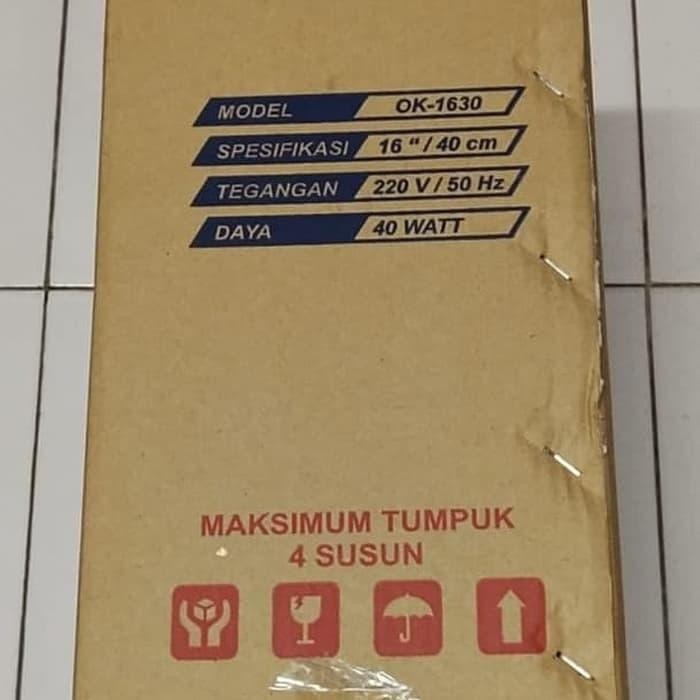 MODEL OK-1630
SPESIFIKASI 16 “ / 40 cm
TEGANGAN 220 V / 50 Hz
DAYA 40 WATT
MAKSIMUM TUMPUK
4 SUSUN